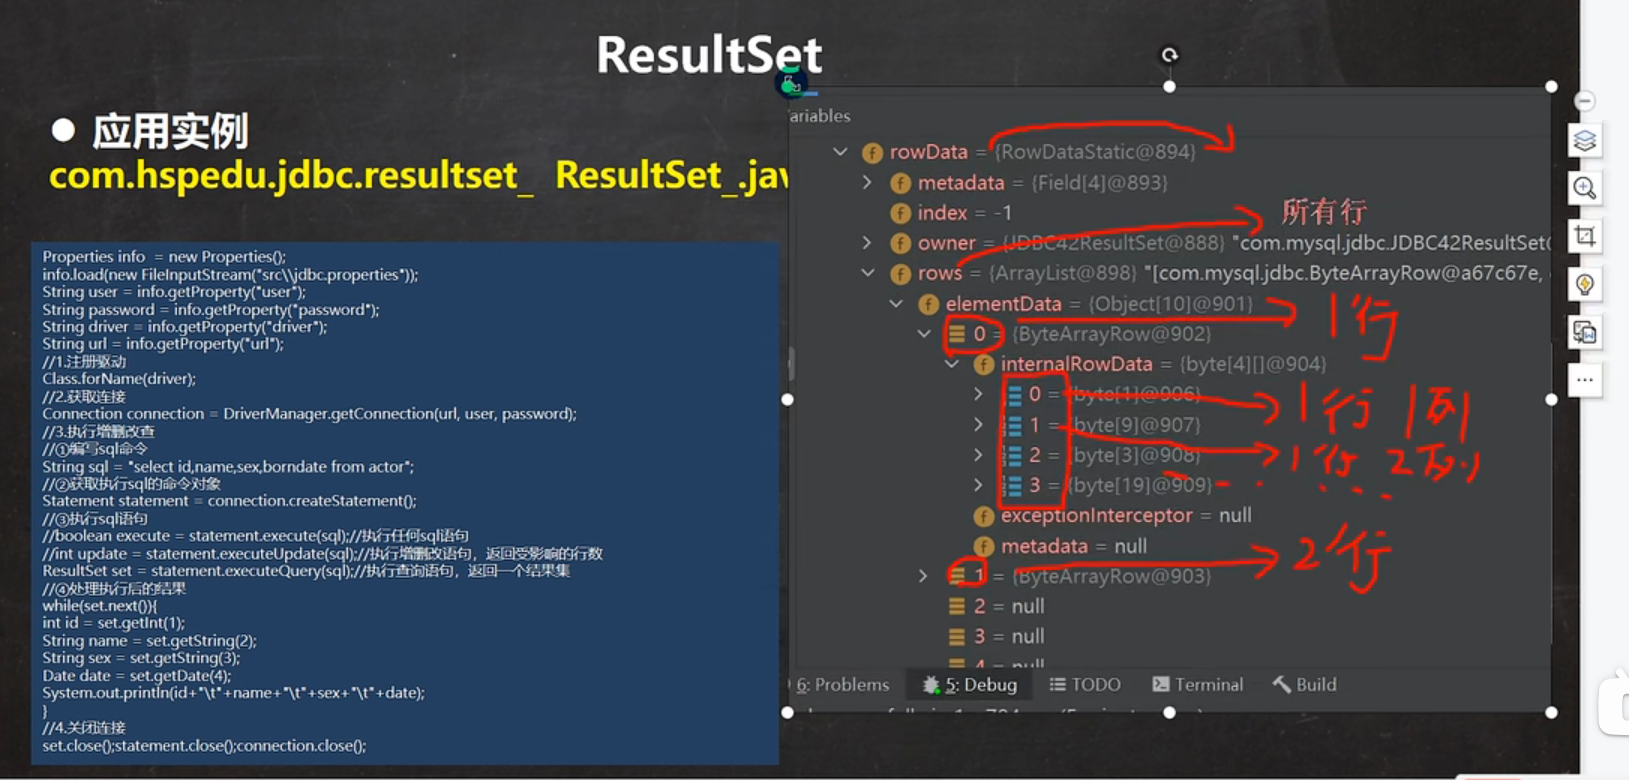 ResultSet
● 应用实例
com.hspedu.jdbc.resultset_ ResultSet_.jav
Properties info = new Properties();
info.load(new FileInputStream("src\\jdbc.properties"));
String user = info.getProperty("user");
String password = info.getProperty("password");
String driver = info.getProperty("driver");
String url = info.getProperty("url");
//1.注册驱动
Class.forName(driver);
//2.获取连接
Connection connection = DriverManager.getConnection(url, user, password);
//3.执行增删改查
//①编写sql命令
String sql = "select id,name,sex,borndate from actor";
//②获取执行sql的命令对象
Statement statement = connection.createStatement();
//③执行sql语句
//boolean execute = statement.execute(sql);//执行任何sql语句
//int update = statement.executeUpdate(sql);//执行增删改语句，返回受影响的行数
ResultSet set = statement.executeQuery(sql);//执行查询语句，返回一个结果集
//④处理执行后的结果
while(set.next()){
int id = set.getInt(1);
String name = set.getString(2);
String sex = set.getString(3);
Date date = set.getDate(4);
System.out.println(id+"\t"+name+"\t"+sex+"\t"+date);
}
//4.关闭连接
set.close();statement.close();connection.close();
ariables
rowData = {RowDataStatic@894}
metadata = {Field[4]@893}
index = -1
所有行
owner = {JDBC42ResultSet@888} "com.mysql.jdbc.JDBC42ResultSet(
rows = {ArrayList@898} "[com.mysql.jdbc.ByteArrayRow@a67c67e,
elementData = {Object[10]@901}
1行
0 = {ByteArrayRow@902}
internalRowData = {byte[4][]@904}
0 = {byte[1]@906}
1行 1列
1 = {byte[9]@907}
2 = {byte[3]@908}
1行 2列
3 = {byte[19]@909}
exceptionInterceptor = null
metadata = null
2行
1 = {ByteArrayRow@903}
2 = null
3 = null
4 = null
6: Problems 5: Debug TODO Terminal Build